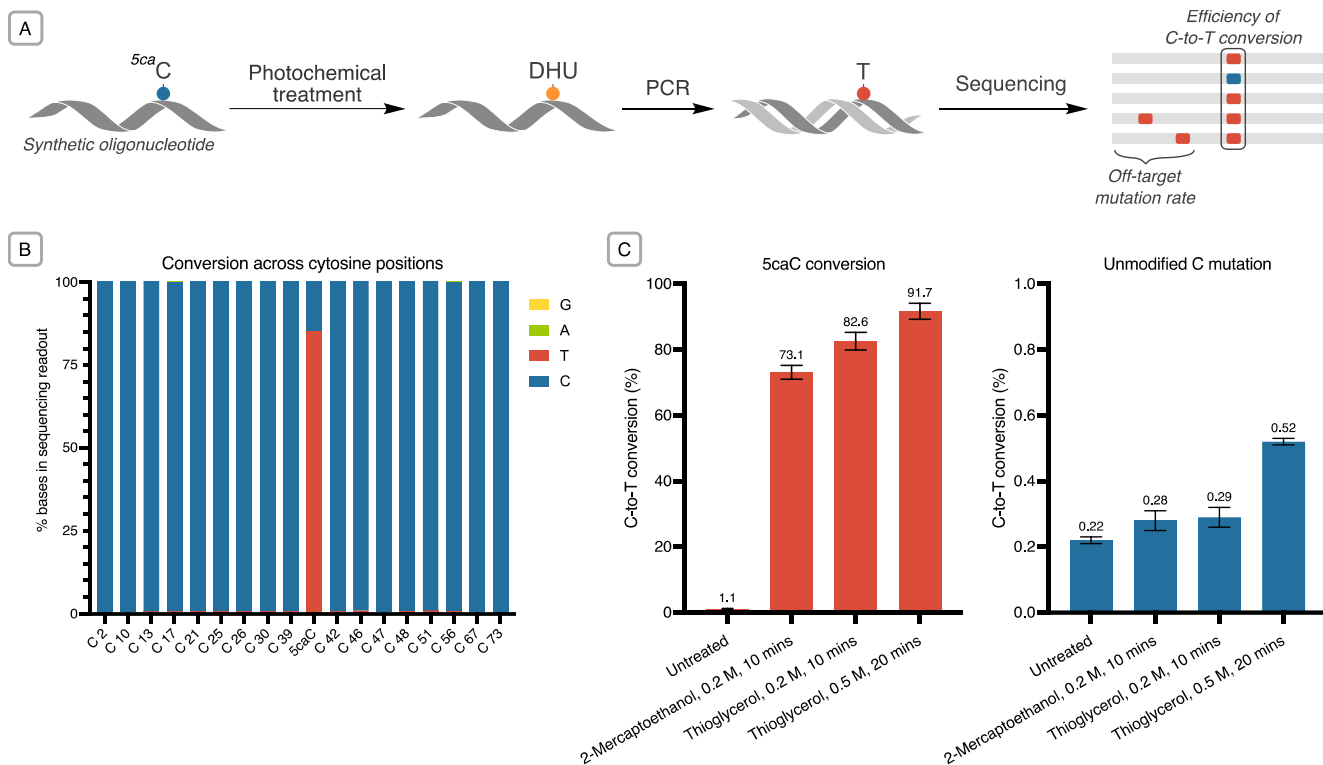 A
5caC
Synthetic oligonucleotide
Photochemical
treatment
DHU
PCR
T
Sequencing
Efficiency of
C-to-T conversion
Off-target
mutation rate
B
Conversion across cytosine positions
% bases in sequencing readout
100
75
50
25
0
C 2
C 10
C 13
C 17
C 21
C 25
C 26
C 30
C 39
5caC
C 42
C 46
C 47
C 48
C 51
C 56
C 67
C 73
G
A
T
C
C
5caC conversion
C-to-T conversion (%)
100
80
60
40
20
0
1.1
73.1
82.6
91.7
Untreated
2-Mercaptoethanol, 0.2 M, 10 mins
Thioglycerol, 0.2 M, 10 mins
Thioglycerol, 0.5 M, 20 mins
Unmodified C mutation
C-to-T conversion (%)
1.0
0.8
0.6
0.4
0.2
0.0
0.22
0.28
0.29
0.52
Untreated
2-Mercaptoethanol, 0.2 M, 10 mins
Thioglycerol, 0.2 M, 10 mins
Thioglycerol, 0.5 M, 20 mins